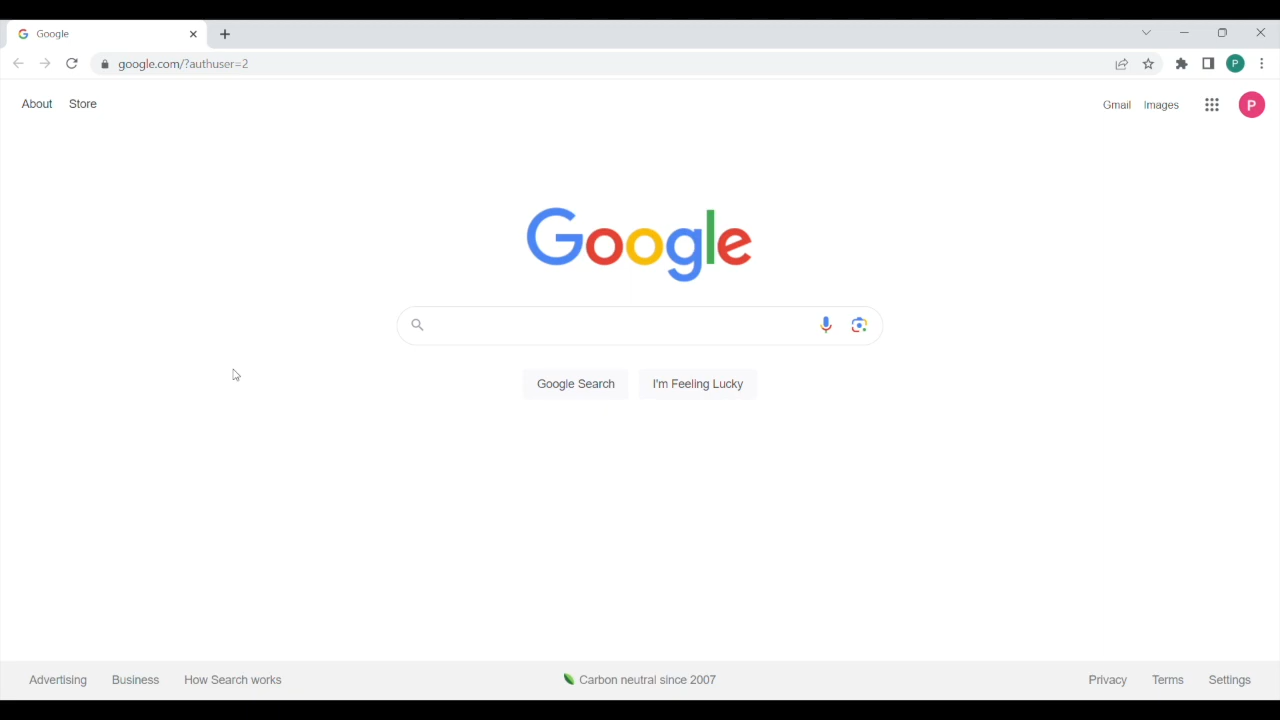 Google
google.com/?authuser=2
P
About Store
Gmail Images
P
Google
Google Search
I'm Feeling Lucky
Advertising Business How Search works
Carbon neutral since 2007
Privacy Terms Settings